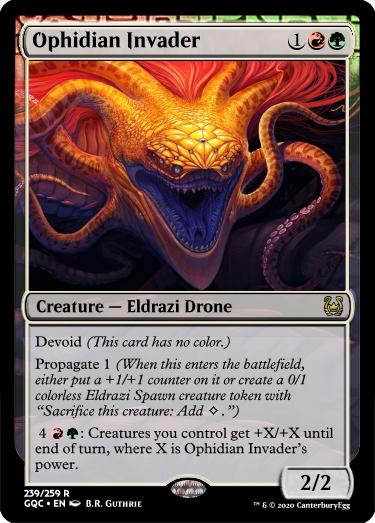 Ophidian Invader 1
Creature — Eldrazi Drone
Devoid (This card has no color.)
Propagate 1 (When this enters the battlefield,
either put a +1/+1 counter on it or create a 0/1
colorless Eldrazi Spawn creature token with
“Sacrifice this creature: Add ◇.”)
4 : Creatures you control get +X/+X until
end of turn, where X is Ophidian Invader's
power.
2/2
239/259 R
GQC • EN B.R. Guthrie
™ & © 2020 CanterburyEgg